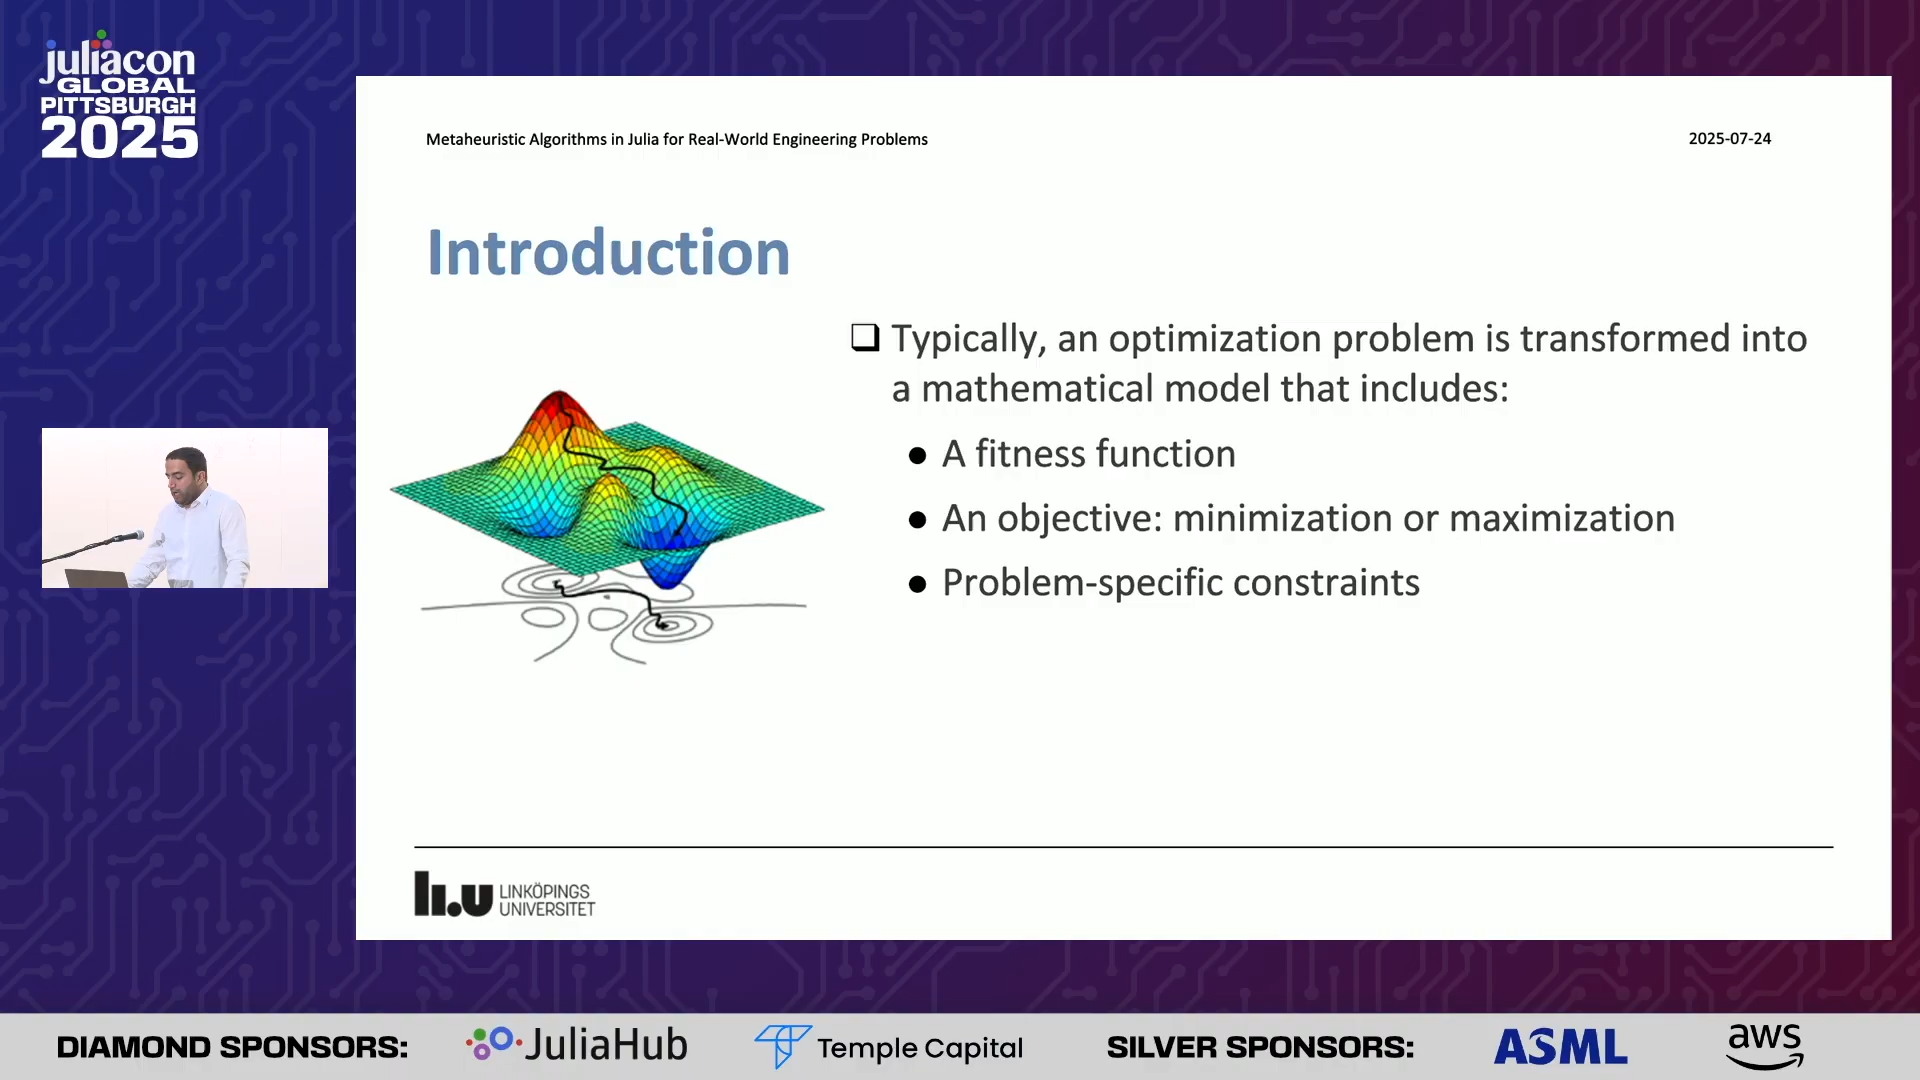 juliacon
GLOBAL
PITTSBURGH
2025
Metaheuristic Algorithms in Julia for Real-World Engineering Problems
2025-07-24
Introduction
❑ Typically, an optimization problem is transformed into
a mathematical model that includes:
● A fitness function
● An objective: minimization or maximization
● Problem-specific constraints
li.u LINKÖPINGS
UNIVERSITET
DIAMOND SPONSORS: JuliaHub Temple Capital SILVER SPONSORS: ASML aws